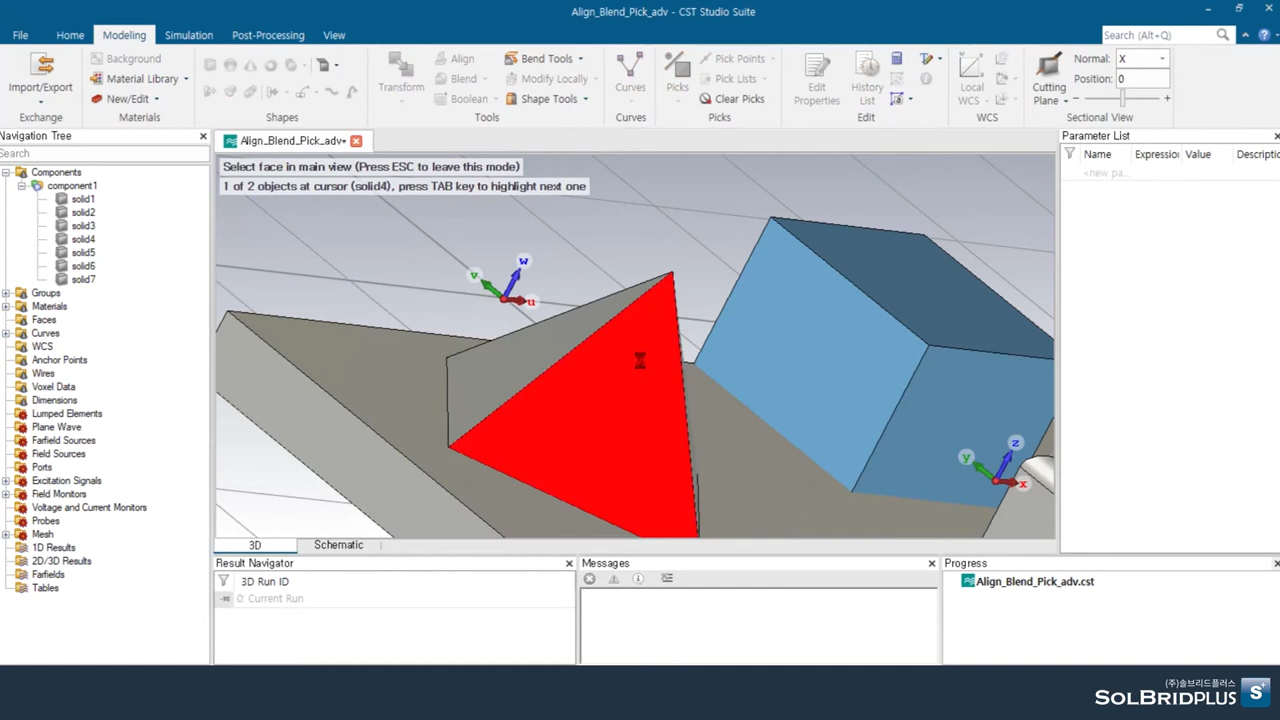 Align_Blend_Pick_adv - CST Studio Suite
File Home Modeling Simulation Post-Processing View Search (Alt+Q)
Background
Material Library
New/Edit
Import/Export
Exchange
Materials
Shapes
Transform
Align
Blend
Boolean
Bend Tools
Modify Locally
Shape Tools
Tools
Curves
Curves
Picks
Pick Points
Pick Lists
Clear Picks
Picks
Edit
Properties
History
List
Edit
Local
WCS
WCS
Cutting
Plane
Normal: X
Position: 0
Sectional View
Navigation Tree
Search
Components
component1
solid1
solid2
solid3
solid4
solid5
solid6
solid7
Groups
Materials
Faces
Curves
WCS
Anchor Points
Wires
Voxel Data
Dimensions
Lumped Elements
Plane Wave
Farfield Sources
Field Sources
Ports
Excitation Signals
Field Monitors
Voltage and Current Monitors
Probes
Mesh
1D Results
2D/3D Results
Farfields
Tables
Align_Blend_Pick_adv*
Select face in main view (Press ESC to leave this mode)
1 of 2 objects at cursor (solid4), press TAB key to highlight next one
w
v
u
z
y
x
3D Schematic
Parameter List
Name Expressio Value Descriptio
<new pa...
Result Navigator
3D Run ID
0: Current Run
Messages
Progress
Align_Blend_Pick_adv.cst
(주)솔브리드플러스
SOLBRIDPLUS
S+